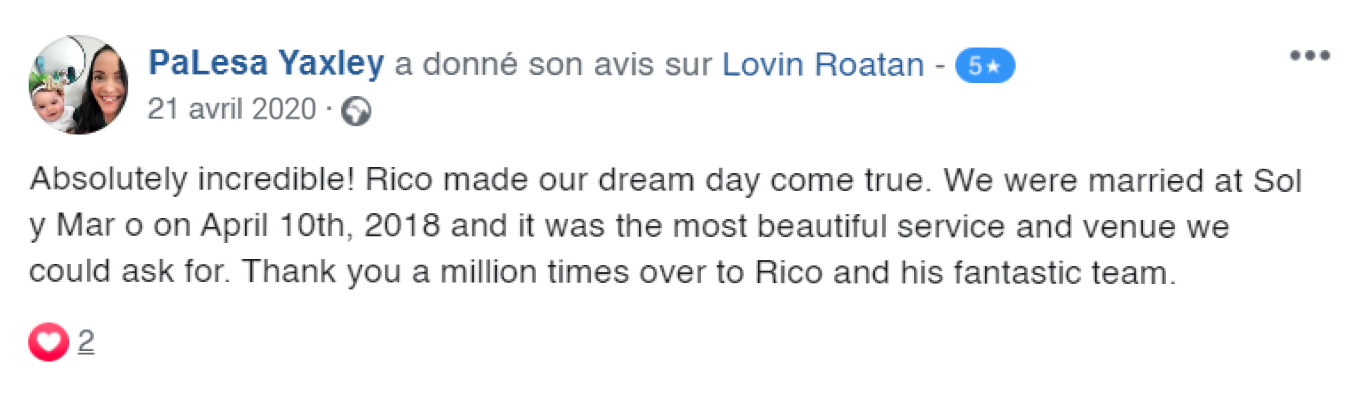 PaLesa Yaxley a donné son avis sur Lovin Roatan - 5★
21 avril 2020 ·
Absolutely incredible! Rico made our dream day come true. We were married at Sol
y Mar o on April 10th, 2018 and it was the most beautiful service and venue we
could ask for. Thank you a million times over to Rico and his fantastic team.
2